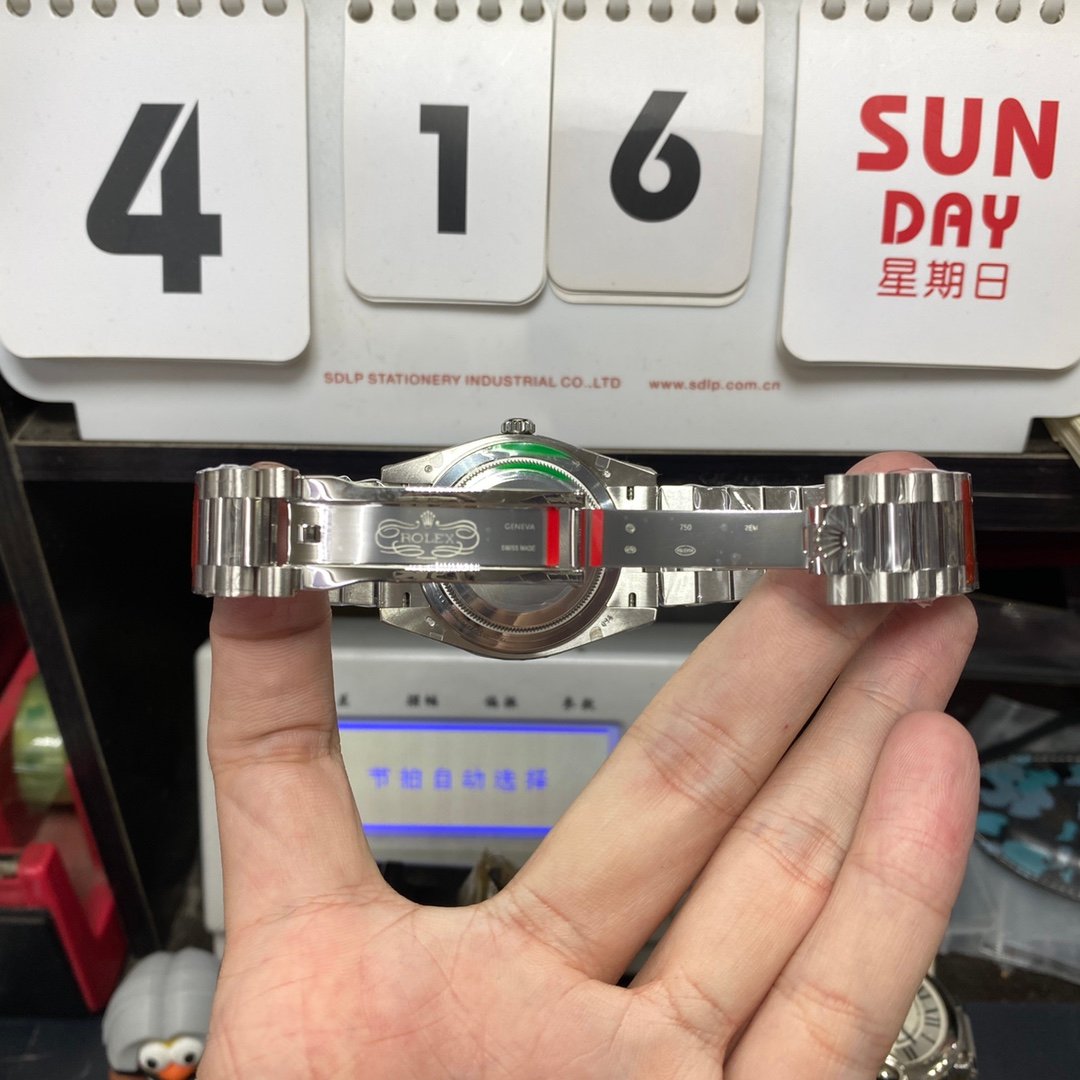 4
1
6
SUN
DAY
星期日
SDLP STATIONERY INDUSTRIAL CO.,LTD www.sdlp.com.cn
ROLEX
GENEVA
SWISS MADE
750
节拍自动选择